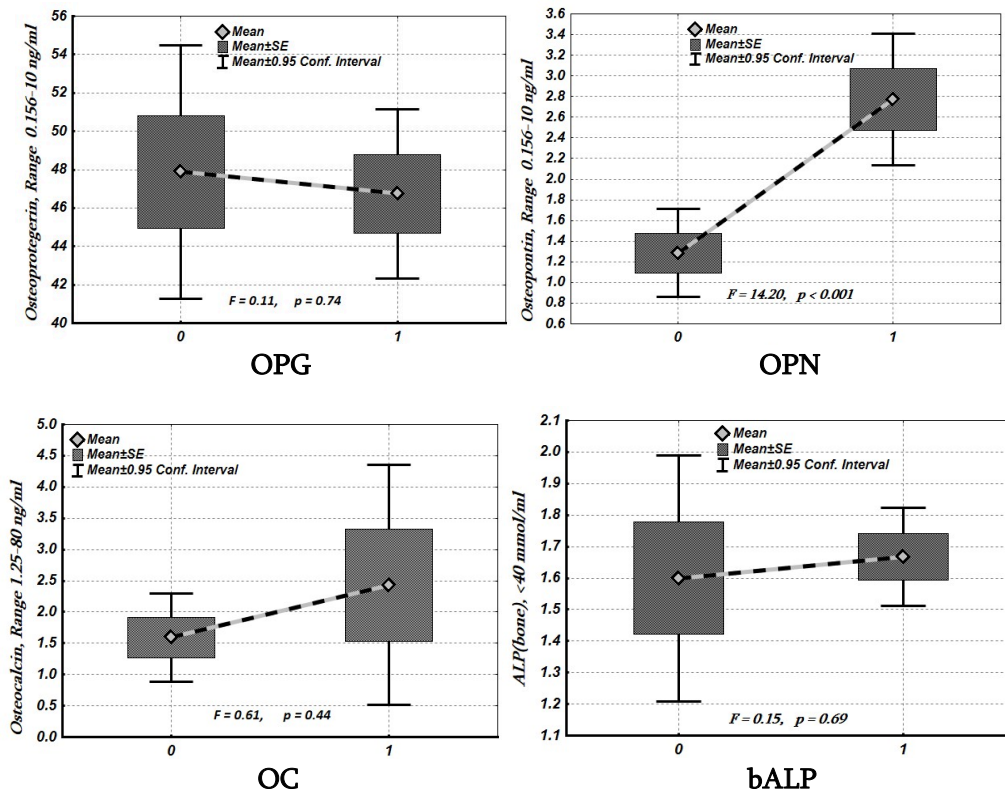 56
54
52
50
48
46
44
42
40
Osteoprotegerin, Range 0.156-10 ng/ml
Mean
Mean±SE
Mean±0.95 Conf. Interval
F = 0.11, p = 0.74
0 1
OPG
3.6
3.4
3.2
3.0
2.8
2.6
2.4
2.2
2.0
1.8
1.6
1.4
1.2
1.0
0.8
0.6
Osteopontin, Range 0.156-10 ng/ml
Mean
Mean±SE
Mean±0.95 Conf. Interval
F = 14.20, p < 0.001
0 1
OPN
5.0
4.5
4.0
3.5
3.0
2.5
2.0
1.5
1.0
0.5
0.0
Osteocalcin, Range 1.25-80 ng/ml
Mean
Mean±SE
Mean±0.95 Conf. Interval
F = 0.61, p = 0.44
0 1
OC
2.1
2.0
1.9
1.8
1.7
1.6
1.5
1.4
1.3
1.2
1.1
ALP(bone), <40 mmol/ml
Mean
Mean±SE
Mean±0.95 Conf. Interval
F = 0.15, p = 0.69
0 1
bALP